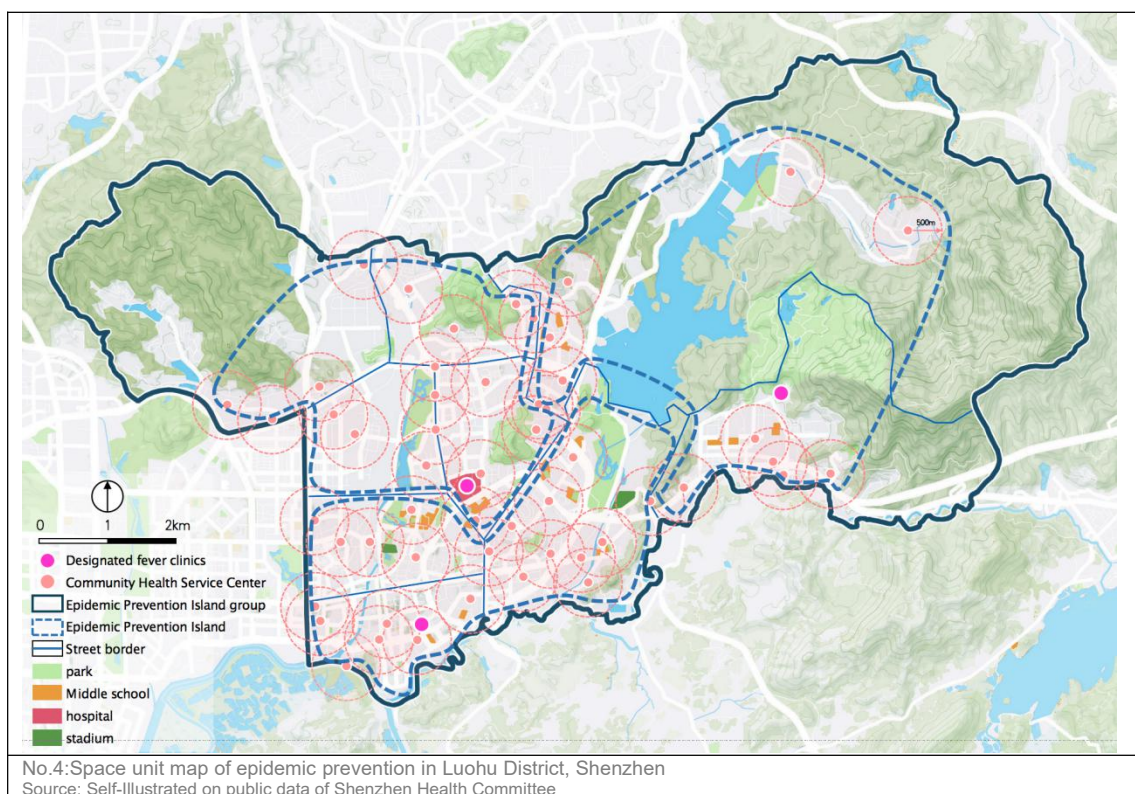 500m
0 1 2km
Designated fever clinics
Community Health Service Center
Epidemic Prevention Island group
Epidemic Prevention Island
Street border
park
Middle school
hospital
stadium
No.4:Space unit map of epidemic prevention in Luohu District, Shenzhen
Source: Self-Illustrated on public data of Shenzhen Health Committee